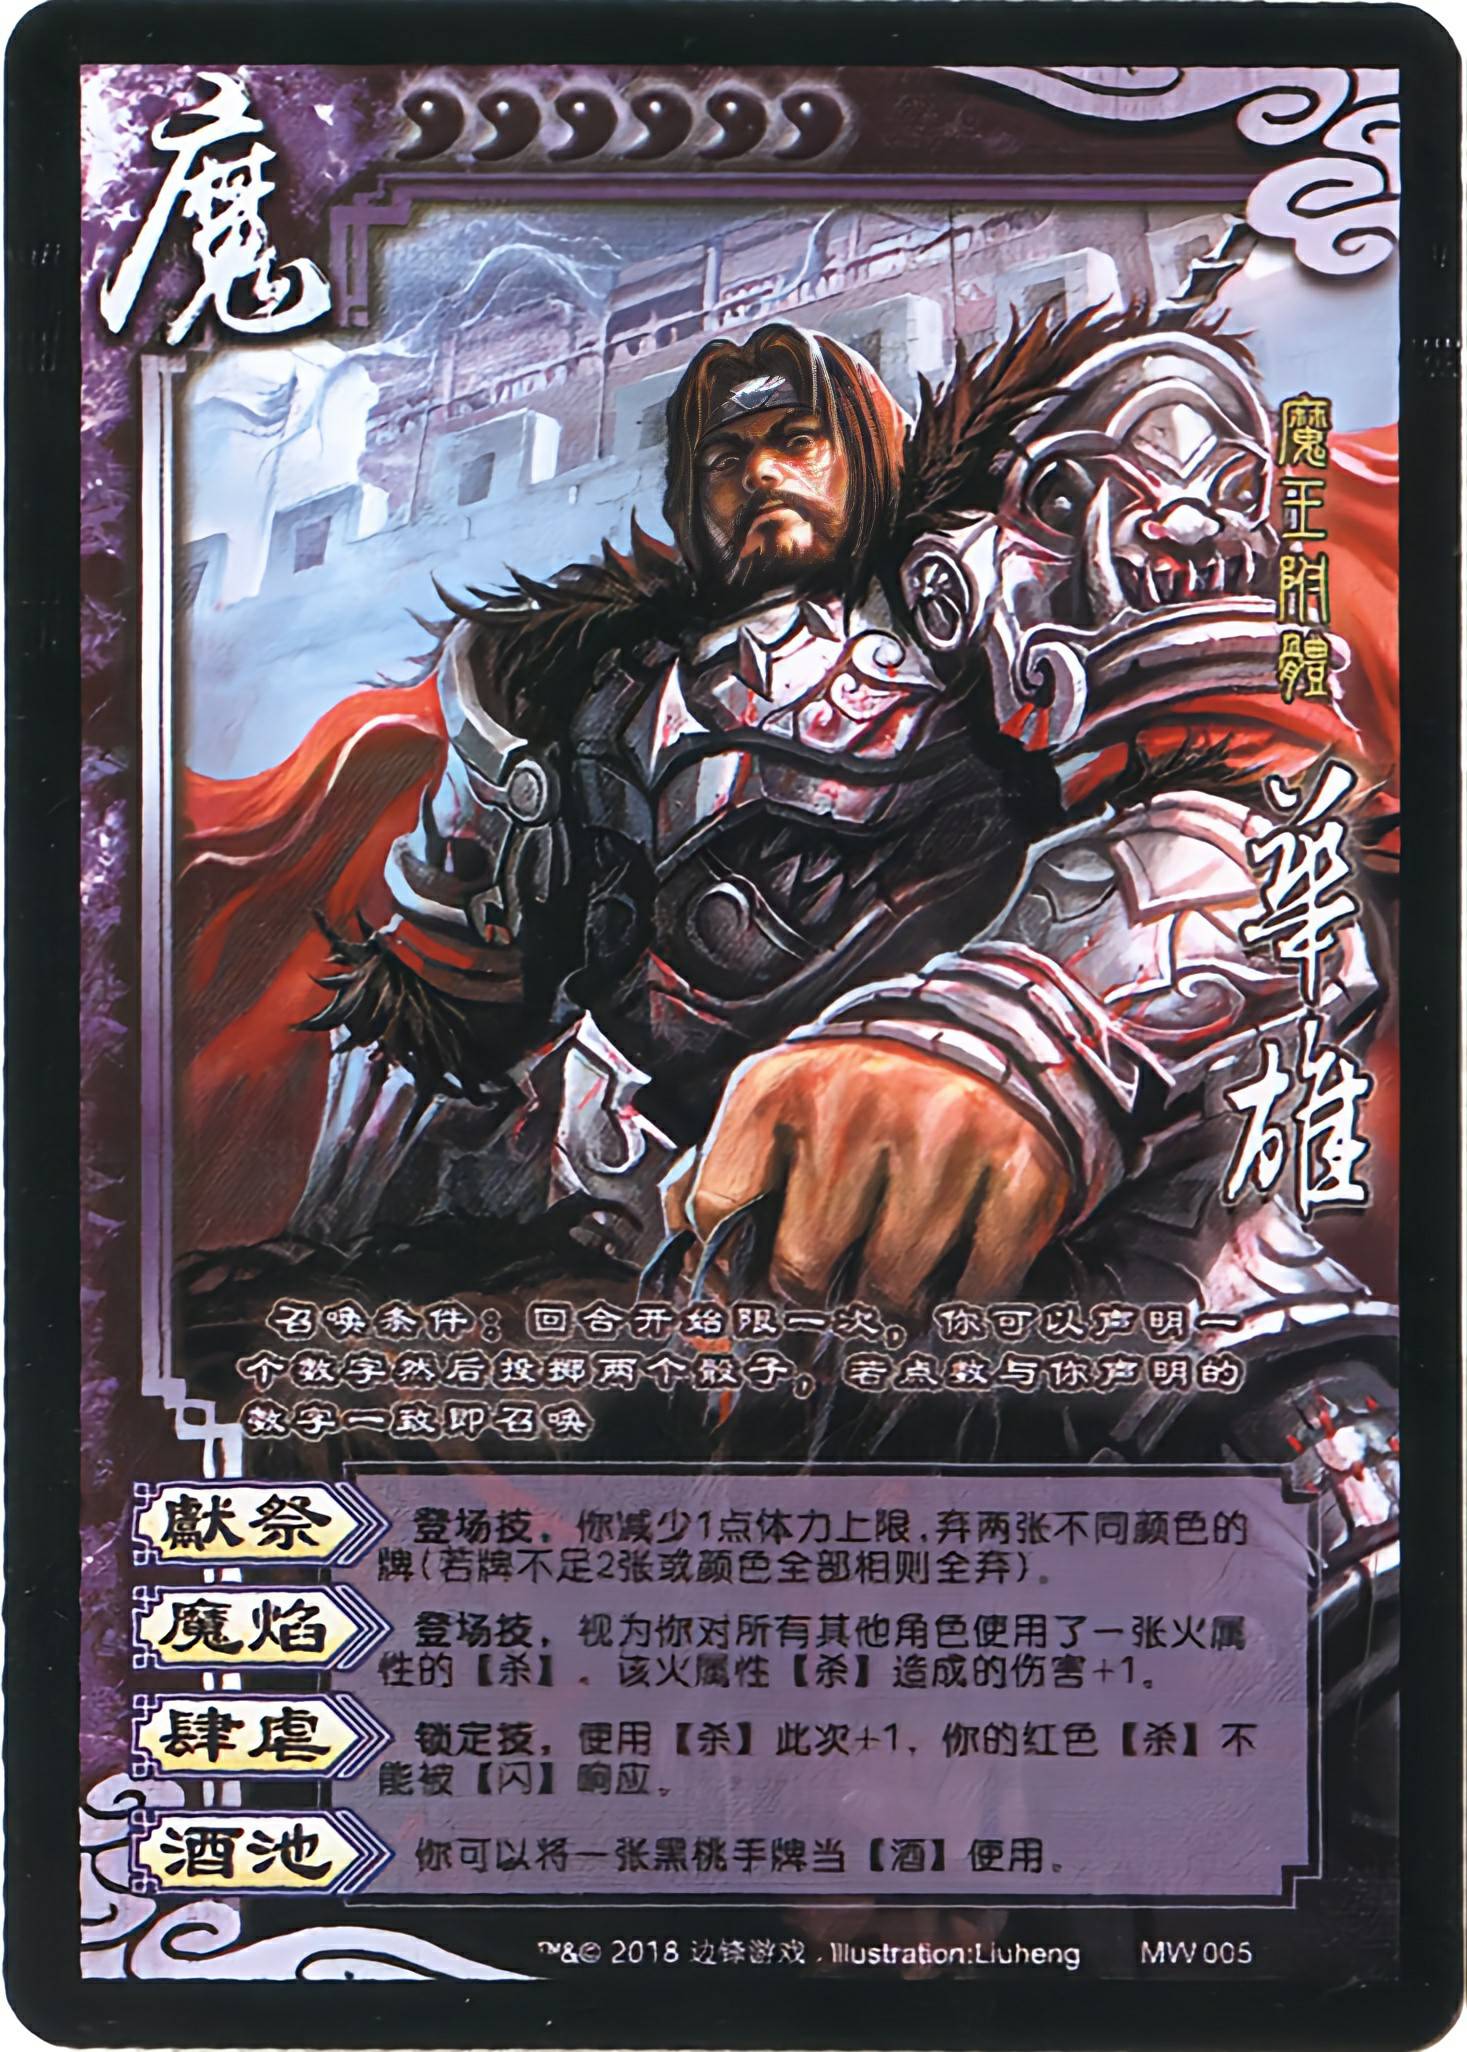 魔
魔王附體
華雄
召唤条件：回合开始限一次，你可以声明一
个数字然后投掷两个骰子，若点数与你声明的
数字一致即召唤
獻祭
登场技，你减少1点体力上限,弃两张不同颜色的
牌(若牌不足2张或颜色全部相则全弃)。
魔焰
登场技，视为你对所有其他角色使用了一张火属
性的【杀】。该火属性【杀】造成的伤害+1。
肆虐
锁定技，使用【杀】此次+1，你的红色【杀】不
能被【闪】响应。
酒池
你可以将一张黑桃手牌当【酒】使用。
™&© 2018 边锋游戏 . Illustration:Liuheng MW 005